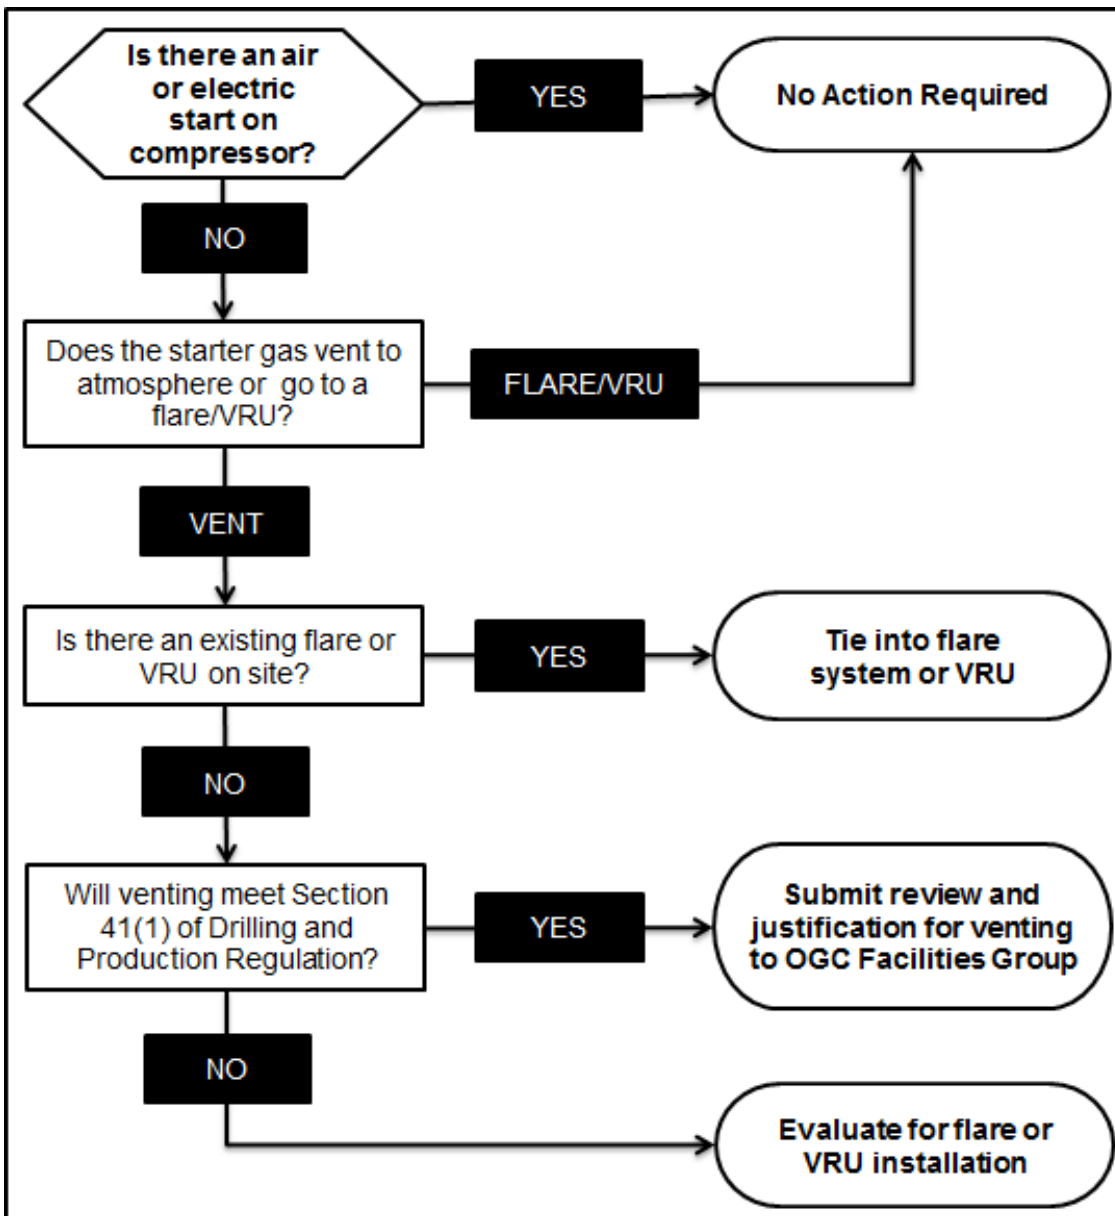 Is there an air
or electric
start on
compressor?
YES
No Action Required
NO
Does the starter gas vent to
atmosphere or go to a
flare/VRU?
FLARE/VRU
VENT
Is there an existing flare or
VRU on site?
YES
Tie into flare
system or VRU
NO
Will venting meet Section
41(1) of Drilling and
Production Regulation?
YES
Submit review and
justification for venting
to OGC Facilities Group
NO
Evaluate for flare or
VRU installation